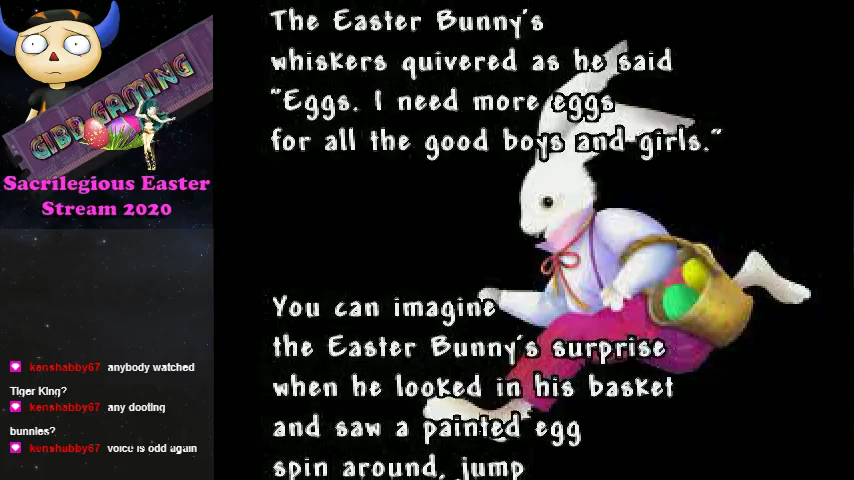 GIBB GAMING
Sacrilegious Easter
Stream 2020
kenshabby67 anybody watched
Tiger King?
kenshabby67 any dooting
bunnies?
kenshabby67 voice is odd again
The Easter Bunny's
whiskers quivered as he said
"Eggs. I need more eggs
for all the good boys and girls."
You can imagine
the Easter Bunny's surprise
when he looked in his basket
and saw a painted egg
spin around, jump